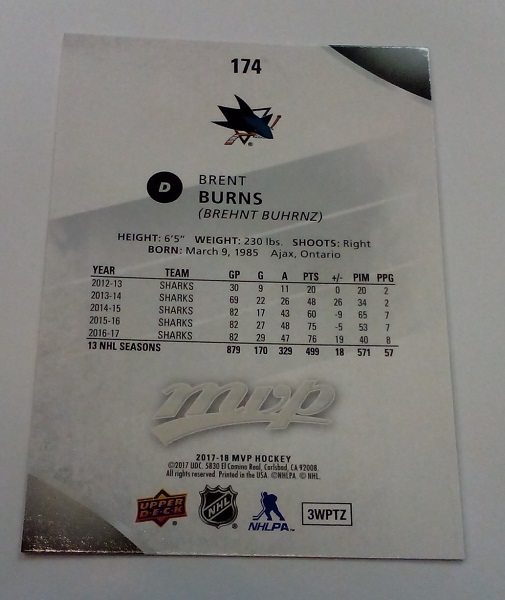 174
D
BRENT
BURNS
(BREHNT BUHRNZ)
HEIGHT: 6'5" WEIGHT: 230 lbs. SHOOTS: Right
BORN: March 9, 1985 Ajax, Ontario
YEAR TEAM GP G A PTS +/- PIM PPG
2012-13 SHARKS 30 9 11 20 0 20 2
2013-14 SHARKS 69 22 26 48 26 34 2
2014-15 SHARKS 82 17 43 60 -9 65 7
2015-16 SHARKS 82 27 48 75 -5 53 7
2016-17 SHARKS 82 29 47 76 19 40 8
13 NHL SEASONS 879 170 329 499 18 571 57
mvp
2017-18 MVP HOCKEY
©2017 UDC. 5830 El Camino Real, Carlsbad, CA 92008.
All rights reserved. Printed in the USA. ©NHLPA. © NHL.
UPPER DECK NHL NHLPA 3WPTZ